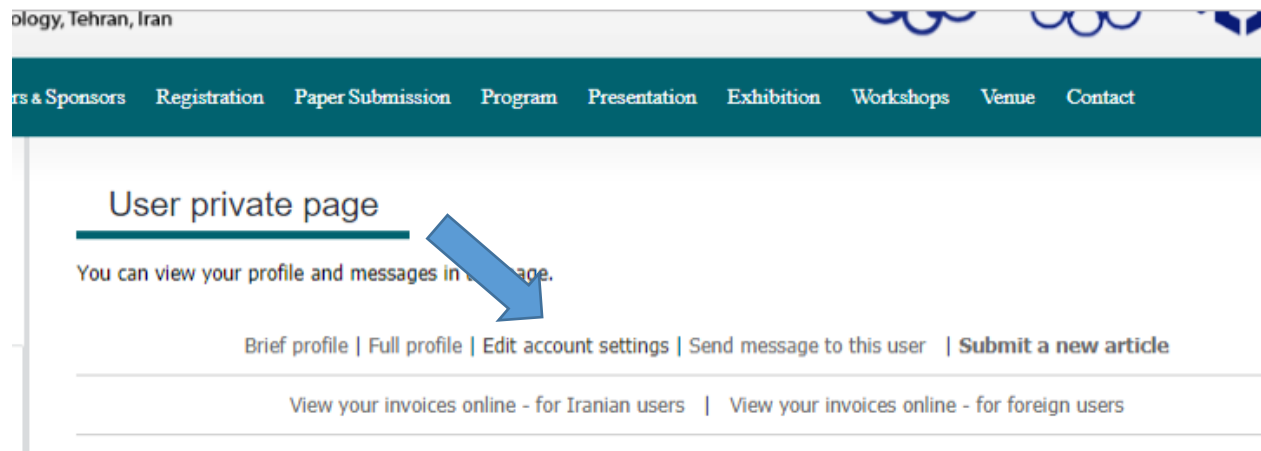 ology, Tehran, Iran
rs & Sponsors Registration Paper Submission Program Presentation Exhibition Workshops Venue Contact
User private page
You can view your profile and messages in page.
Brief profile | Full profile | Edit account settings | Send message to this user | Submit a new article
View your invoices online - for Iranian users | View your invoices online - for foreign users